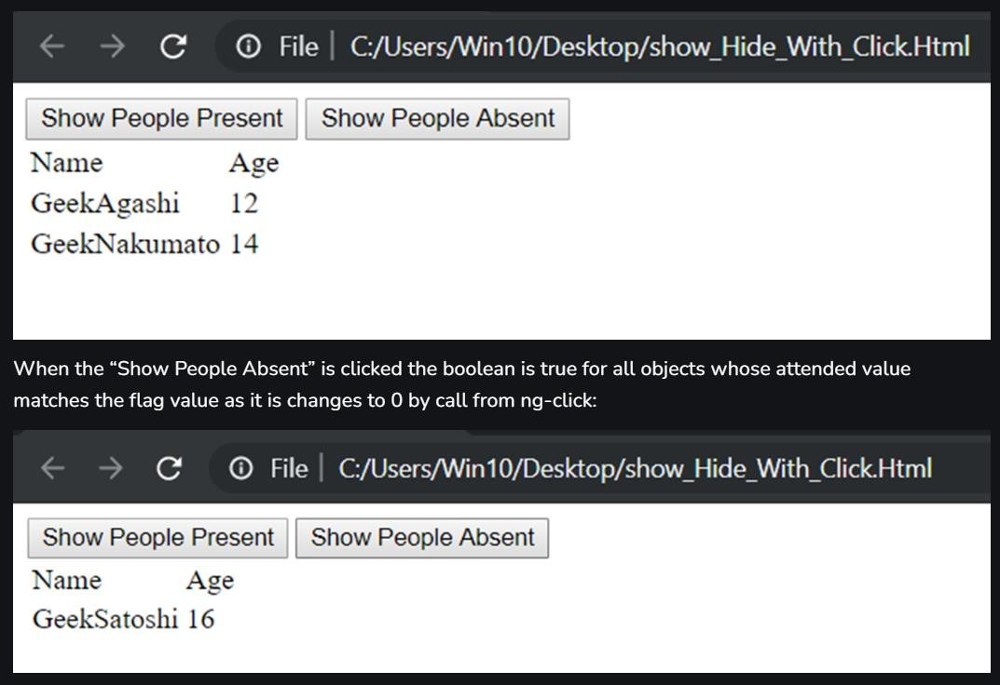 File | C:/Users/Win10/Desktop/show_Hide_With_Click.Html
Show People Present Show People Absent
Name Age
GeekAgashi 12
GeekNakumato 14
When the “Show People Absent” is clicked the boolean is true for all objects whose attended value
matches the flag value as it is changes to 0 by call from ng-click:
File | C:/Users/Win10/Desktop/show_Hide_With_Click.Html
Show People Present Show People Absent
Name Age
GeekSatoshi 16